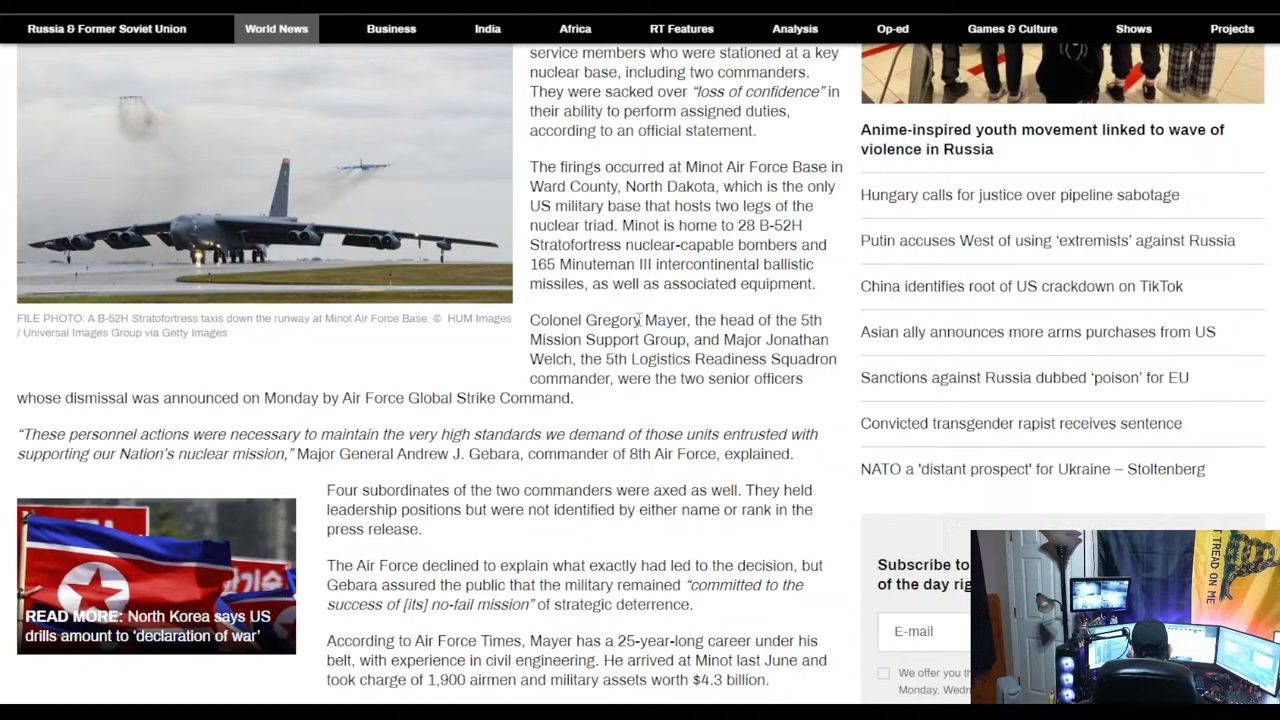 Russia & Former Soviet Union World News Business India Africa RT Features Analysis Op-ed Games & Culture Shows Projects
service members who were stationed at a key
nuclear base, including two commanders.
They were sacked over “loss of confidence” in
their ability to perform assigned duties,
according to an official statement.
The firings occurred at Minot Air Force Base in
Ward County, North Dakota, which is the only
US military base that hosts two legs of the
nuclear triad. Minot is home to 28 B-52H
Stratofortress nuclear-capable bombers and
165 Minuteman III intercontinental ballistic
missiles, as well as associated equipment.
FILE PHOTO: A B-52H Stratofortress taxis down the runway at Minot Air Force Base. © HUM Images
/ Universal Images Group via Getty Images
Colonel Gregory Mayer, the head of the 5th
Mission Support Group, and Major Jonathan
Welch, the 5th Logistics Readiness Squadron
commander, were the two senior officers
whose dismissal was announced on Monday by Air Force Global Strike Command.
“These personnel actions were necessary to maintain the very high standards we demand of those units entrusted with
supporting our Nation’s nuclear mission,” Major General Andrew J. Gebara, commander of 8th Air Force, explained.
READ MORE: North Korea says US
drills amount to ‘declaration of war’
Four subordinates of the two commanders were axed as well. They held
leadership positions but were not identified by either name or rank in the
press release.
The Air Force declined to explain what exactly had led to the decision, but
Gebara assured the public that the military remained “committed to the
success of [its] no-fail mission” of strategic deterrence.
According to Air Force Times, Mayer has a 25-year-long career under his
belt, with experience in civil engineering. He arrived at Minot last June and
took charge of 1,900 airmen and military assets worth $4.3 billion.
Anime-inspired youth movement linked to wave of
violence in Russia
Hungary calls for justice over pipeline sabotage
Putin accuses West of using ‘extremists’ against Russia
China identifies root of US crackdown on TikTok
Asian ally announces more arms purchases from US
Sanctions against Russia dubbed ‘poison’ for EU
Convicted transgender rapist receives sentence
NATO a 'distant prospect' for Ukraine – Stoltenberg
Subscribe to
of the day
E-mail
We offer you
Monday,
TREAD
ON ME